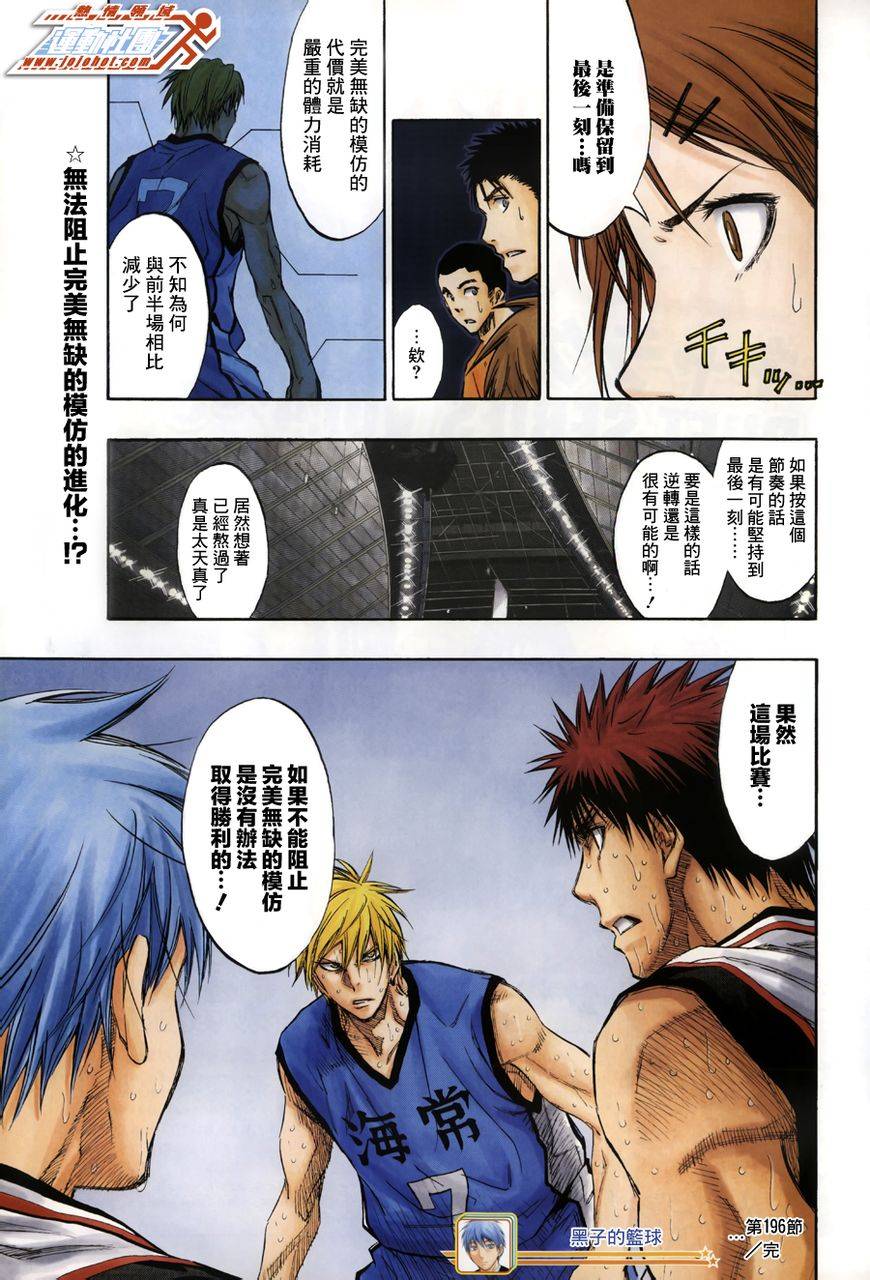 熱情領域
運動社團
www.jojohot.com
是準備保留到
最後一刻…嗎
チキッ…
…欸?
完美無缺的模仿的
代價就是
嚴重的體力消耗
7
不知為何
與前半場相比
減少了
☆無法阻止完美無缺的模仿的進化…!?
如果按這個
節奏的話
是有可能堅持到
最後一刻……
要是這樣的話
逆轉還是
很有可能的啊…!
居然想著
已經熬過了
真是太天真了
果然
這場比賽…
如果不能阻止
完美無缺的模仿
是沒有辦法
取得勝利的…!
海常
7
黑子的籃球
第196節
…/完